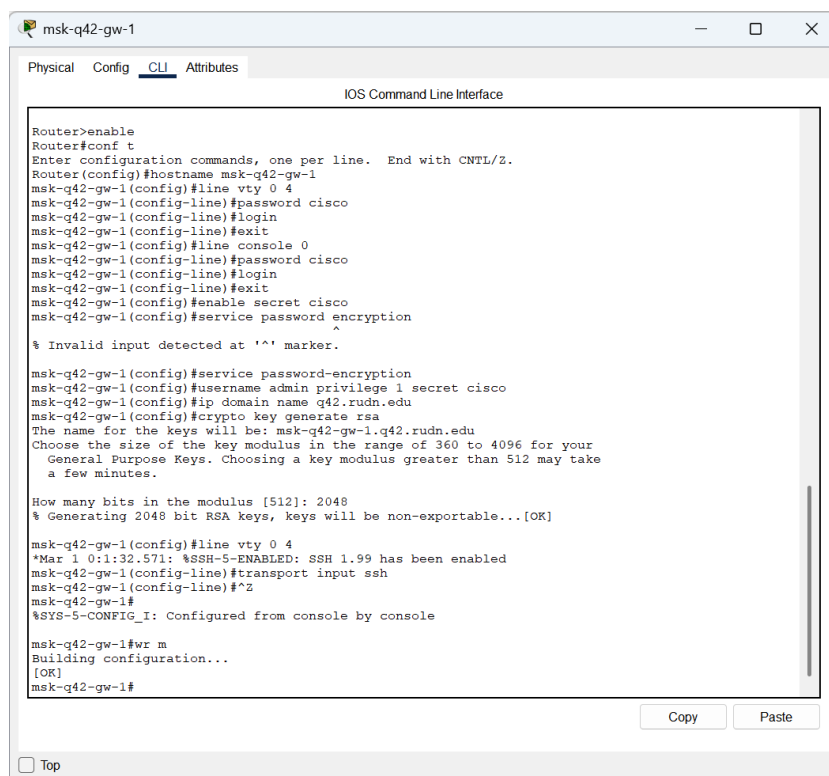 msk-q42-gw-1
Physical Config CLI Attributes
IOS Command Line Interface
Router>enable
Router#conf t
Enter configuration commands, one per line.  End with CNTL/Z.
Router(config)#hostname msk-q42-gw-1
msk-q42-gw-1(config)#line vty 0 4
msk-q42-gw-1(config-line)#password cisco
msk-q42-gw-1(config-line)#login
msk-q42-gw-1(config-line)#exit
msk-q42-gw-1(config)#line console 0
msk-q42-gw-1(config-line)#password cisco
msk-q42-gw-1(config-line)#login
msk-q42-gw-1(config-line)#exit
msk-q42-gw-1(config)#enable secret cisco
msk-q42-gw-1(config)#service password encryption
^
% Invalid input detected at '^' marker.
msk-q42-gw-1(config)#service password-encryption
msk-q42-gw-1(config)#username admin privilege 1 secret cisco
msk-q42-gw-1(config)#ip domain name q42.rudn.edu
msk-q42-gw-1(config)#crypto key generate rsa
The name for the keys will be: msk-q42-gw-1.q42.rudn.edu
Choose the size of the key modulus in the range of 360 to 4096 for your
General Purpose Keys. Choosing a key modulus greater than 512 may take
a few minutes.
How many bits in the modulus [512]: 2048
% Generating 2048 bit RSA keys, keys will be non-exportable...[OK]
msk-q42-gw-1(config)#line vty 0 4
*Mar 1 0:1:32.571: %SSH-5-ENABLED: SSH 1.99 has been enabled
msk-q42-gw-1(config-line)#transport input ssh
msk-q42-gw-1(config-line)#^Z
msk-q42-gw-1#
%SYS-5-CONFIG_I: Configured from console by console
msk-q42-gw-1#wr m
Building configuration...
[OK]
msk-q42-gw-1#
Copy Paste
Top